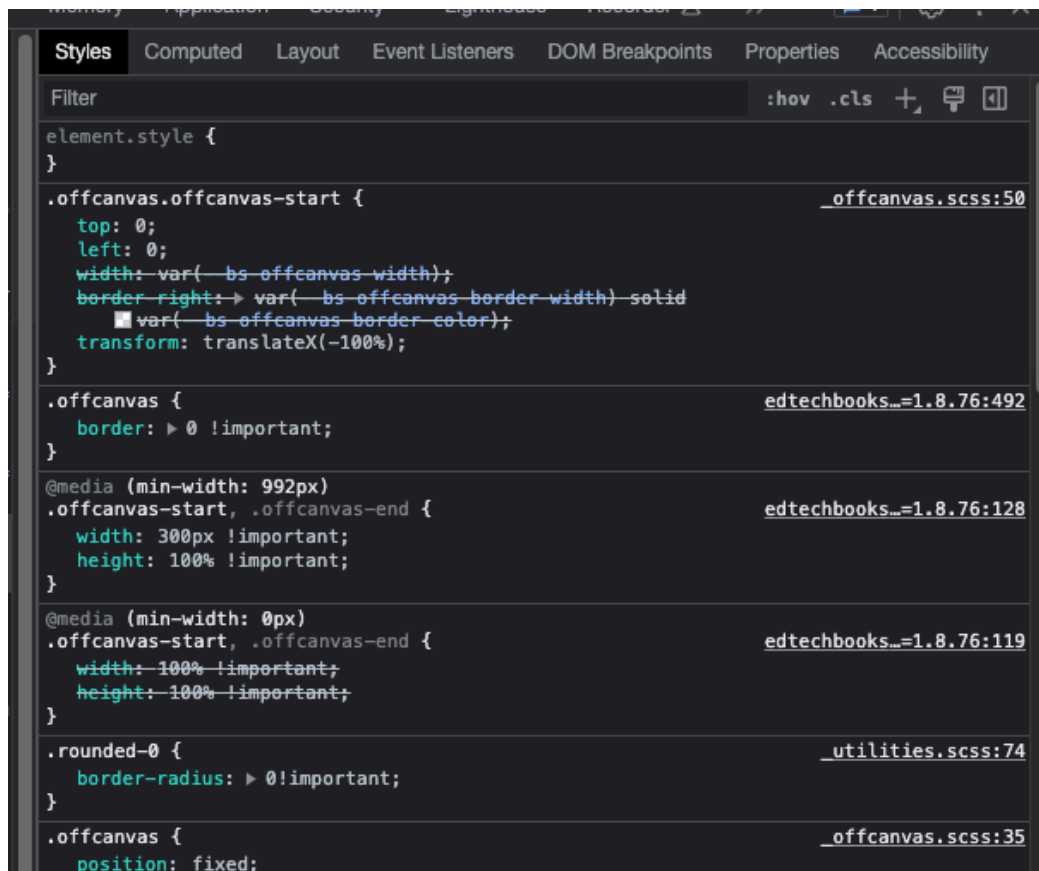 Styles Computed Layout Event Listeners DOM Breakpoints Properties Accessibility
Filter :hov .cls
element.style {
}
.offcanvas.offcanvas-start { _offcanvas.scss:50
top: 0;
left: 0;
width: var(--bs-offcanvas-width);
border-right: ▶ var(--bs-offcanvas-border-width) solid
var(--bs-offcanvas-border-color);
transform: translateX(-100%);
}
.offcanvas { edtechbooks…=1.8.76:492
border: ▶ 0 !important;
}
@media (min-width: 992px)
.offcanvas-start, .offcanvas-end { edtechbooks…=1.8.76:128
width: 300px !important;
height: 100% !important;
}
@media (min-width: 0px)
.offcanvas-start, .offcanvas-end { edtechbooks…=1.8.76:119
width: 100% !important;
height: 100% !important;
}
.rounded-0 { _utilities.scss:74
border-radius: ▶ 0!important;
}
.offcanvas { _offcanvas.scss:35
position: fixed;